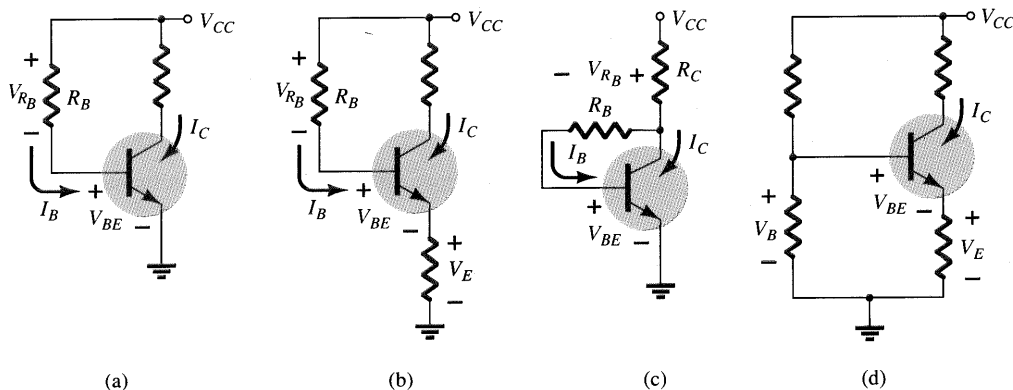 V_CC
+
V_{R_B}
R_B
−
I_C
I_B
+
V_BE
−
(a)
V_CC
+
V_{R_B}
R_B
−
I_C
I_B
+
V_BE
−
+
V_E
−
(b)
V_CC
− V_{R_B} +
R_C
R_B
I_B
I_C
+
V_BE
−
(c)
V_CC
I_C
+
V_BE
−
+
V_B
−
+
V_E
−
(d)